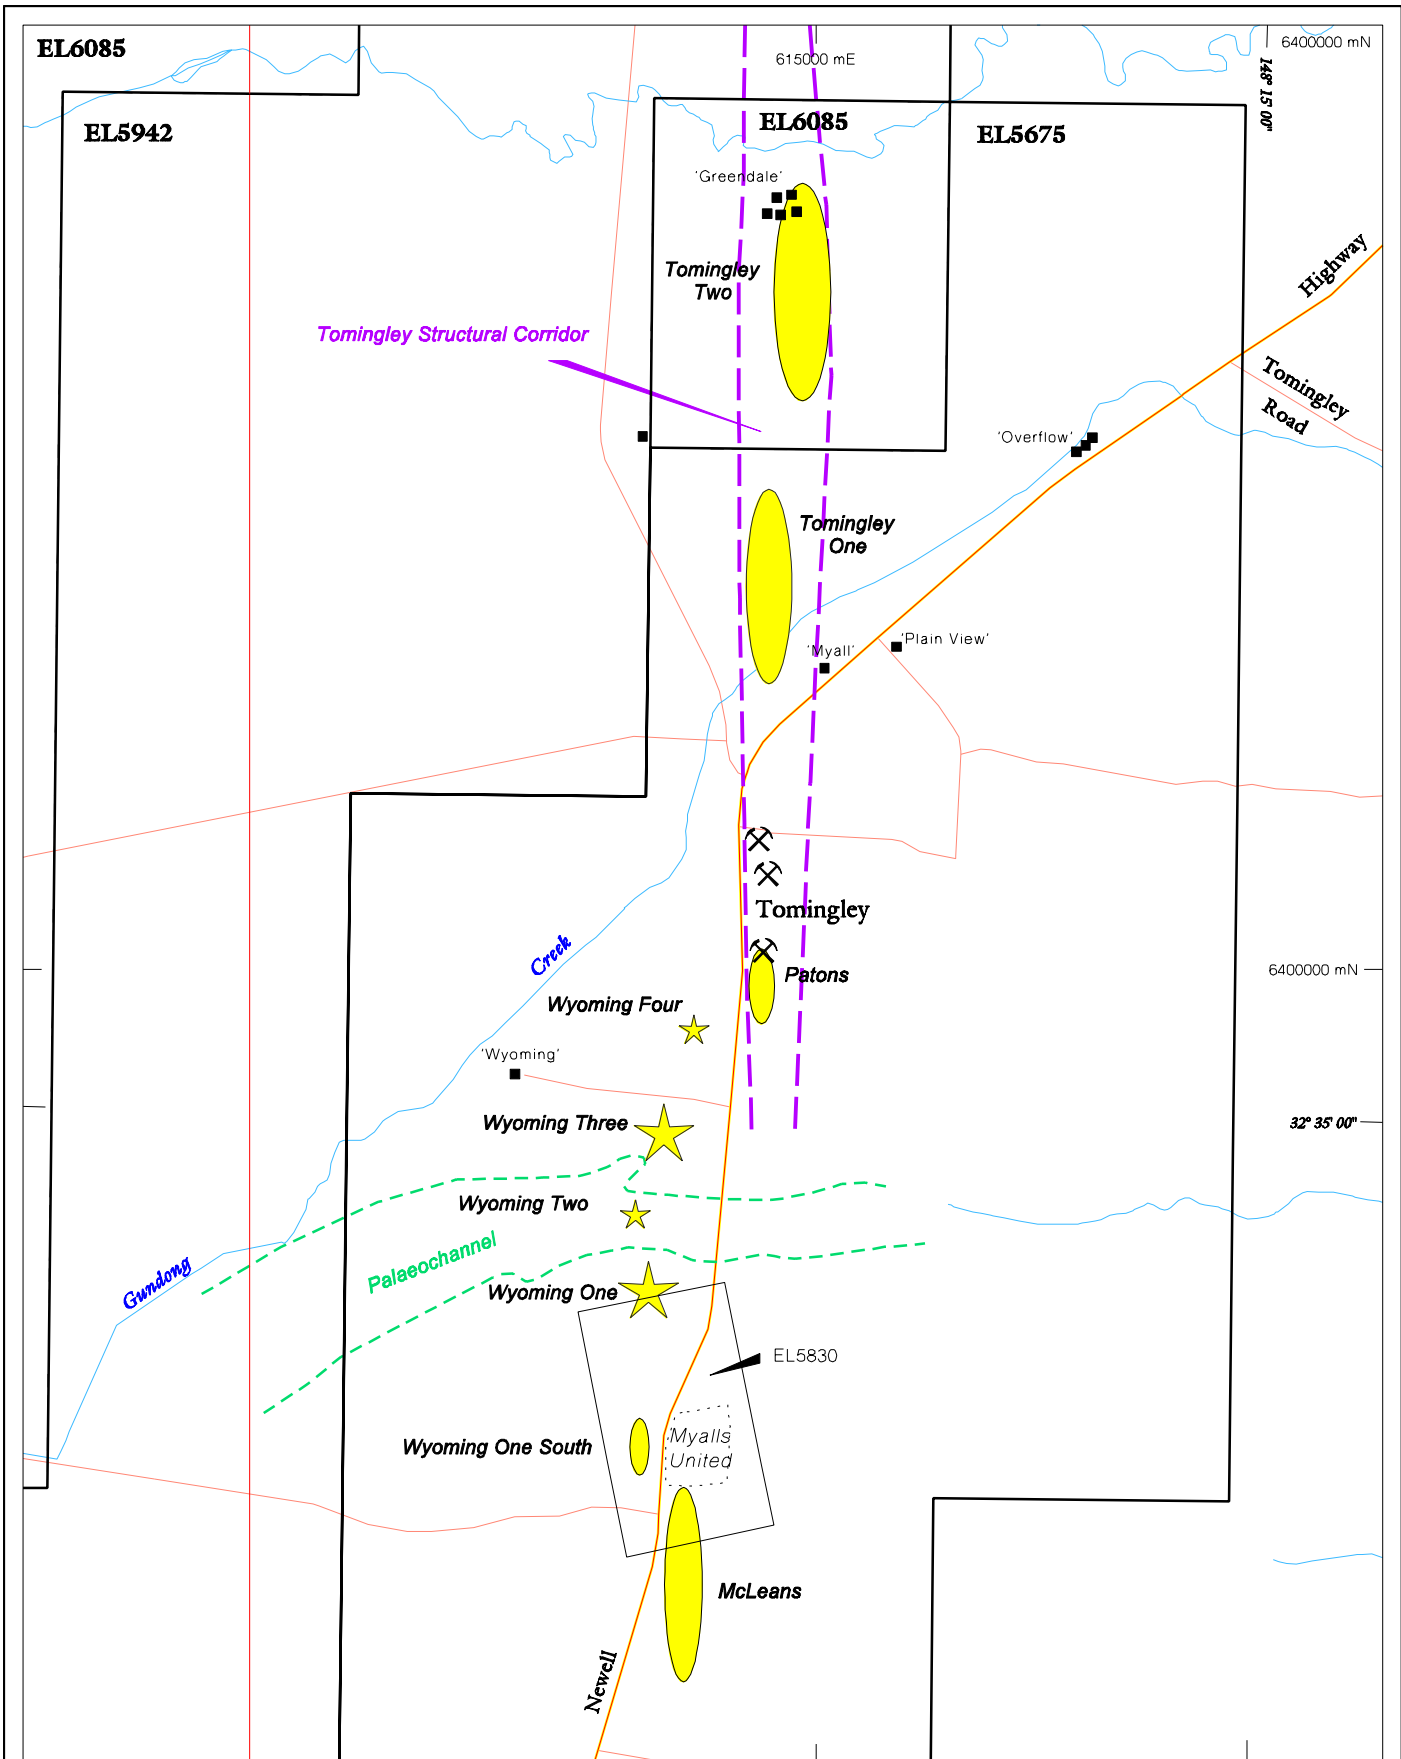 EL6085
6400000 mN
615000 mE
148° 15' 00"
EL5942
EL6085
EL5675
'Greendale'
Tomingley
Two
Highway
Tomingley Structural Corridor
Tomingley
Road
'Overflow'
Tomingley
One
'Plain View'
'Myall'
Tomingley
Creek
Patons
6400000 mN
Wyoming Four
'Wyoming'
Wyoming Three
32° 35' 00"
Wyoming Two
Palaeochannel
Gundong
Wyoming One
EL5830
Wyoming One South
Myalls
United
McLeans
Newell